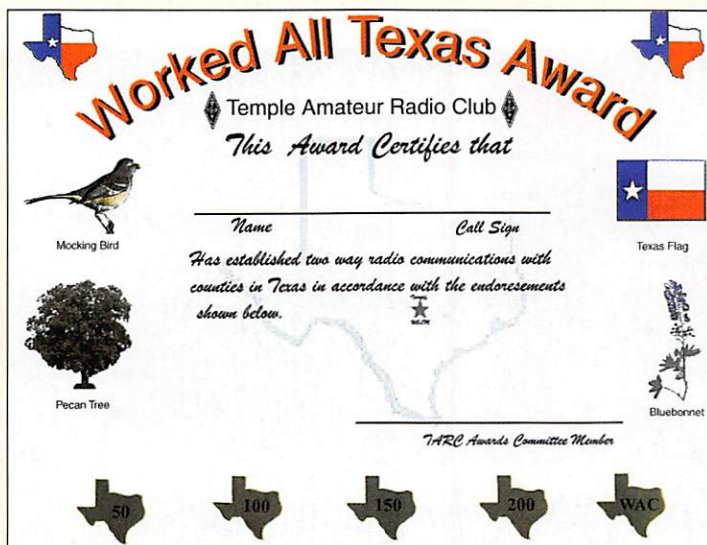 Worked All Texas Award
Temple Amateur Radio Club
This Award Certifies that
Name Call Sign
Mocking Bird
Texas Flag
Has established two way radio communications with
counties in Texas in accordance with the endoresements
shown below.
Pecan Tree
Bluebonnet
TARC Awards Committee Member
50
100
150
200
WAC